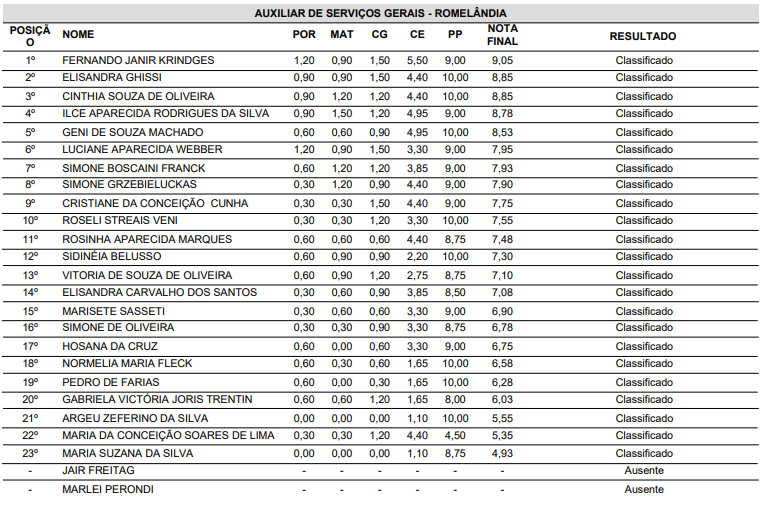 AUXILIAR DE SERVIÇOS GERAIS - ROMELÂNDIA
POSIÇÃO NOME POR MAT CG CE PP NOTA FINAL RESULTADO
1º FERNANDO JANIR KRINDGES 1,20 0,90 1,50 5,50 9,00 9,05 Classificado
2º ELISANDRA GHISSI 0,90 0,90 1,50 4,40 10,00 8,85 Classificado
3º CINTHIA SOUZA DE OLIVEIRA 0,90 1,20 1,20 4,40 10,00 8,85 Classificado
4º ILCE APARECIDA RODRIGUES DA SILVA 0,90 1,50 1,20 4,95 9,00 8,78 Classificado
5º GENI DE SOUZA MACHADO 0,60 0,60 0,90 4,95 10,00 8,53 Classificado
6º LUCIANE APARECIDA WEBBER 1,20 0,90 1,50 3,30 9,00 7,95 Classificado
7º SIMONE BOSCAINI FRANCK 0,60 1,20 1,20 3,85 9,00 7,93 Classificado
8º SIMONE GRZEBIELUCKAS 0,30 1,20 0,90 4,40 9,00 7,90 Classificado
9º CRISTIANE DA CONCEIÇÃO CUNHA 0,30 0,30 1,50 4,40 9,00 7,75 Classificado
10º ROSELI STREAIS VENI 0,30 0,30 1,20 3,30 10,00 7,55 Classificado
11º ROSINHA APARECIDA MARQUES 0,60 0,60 0,60 4,40 8,75 7,48 Classificado
12º SIDINÉIA BELUSSO 0,60 0,90 0,90 2,20 10,00 7,30 Classificado
13º VITORIA DE SOUZA DE OLIVEIRA 0,60 0,90 1,20 2,75 8,75 7,10 Classificado
14º ELISANDRA CARVALHO DOS SANTOS 0,30 0,60 0,90 3,85 8,50 7,08 Classificado
15º MARISETE SASSETI 0,30 0,60 0,60 3,30 9,00 6,90 Classificado
16º SIMONE DE OLIVEIRA 0,30 0,30 0,90 3,30 8,75 6,78 Classificado
17º HOSANA DA CRUZ 0,60 0,00 0,60 3,30 9,00 6,75 Classificado
18º NORMELIA MARIA FLECK 0,60 0,30 0,60 1,65 10,00 6,58 Classificado
19º PEDRO DE FARIAS 0,60 0,00 0,30 1,65 10,00 6,28 Classificado
20º GABRIELA VICTÓRIA JORIS TRENTIN 0,60 0,60 1,20 1,65 8,00 6,03 Classificado
21º ARGEU ZEFERINO DA SILVA 0,00 0,00 0,00 1,10 10,00 5,55 Classificado
22º MARIA DA CONCEIÇÃO SOARES DE LIMA 0,30 0,30 1,20 4,40 4,50 5,35 Classificado
23º MARIA SUZANA DA SILVA 0,00 0,00 0,00 1,10 8,75 4,93 Classificado
- JAIR FREITAG - - - - - - Ausente
- MARLEI PERONDI - - - - - - Ausente